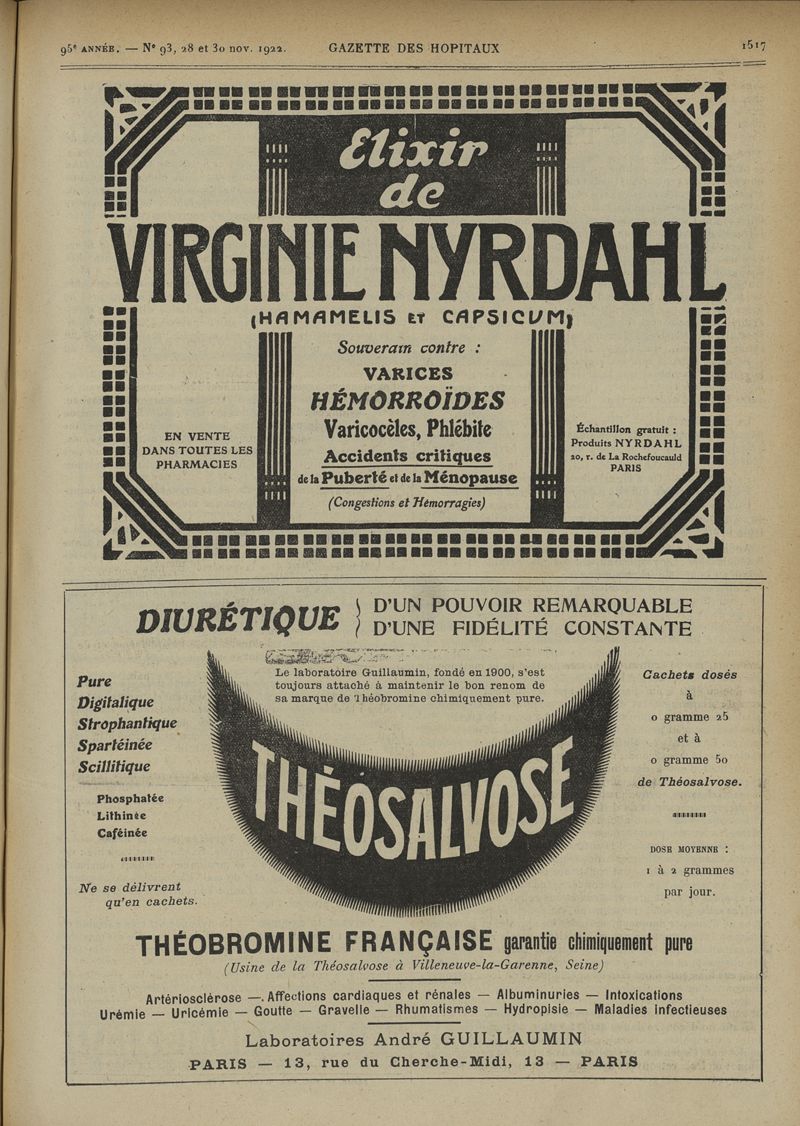 95e ANNÉE. — N° 93, 28 et 30 nov. 1922. GAZETTE DES HOPITAUX 1517
Elixir
de
VIRGINIE NYRDAHL
(HAMAMELIS ET CAPSICUM)
Souverain contre :
VARICES
HÉMORROÏDES
Varicocèles, Phlébite
Accidents critiques
de la Puberté et de la Ménopause
(Congestions et Hémorragies)
EN VENTE
DANS TOUTES LES
PHARMACIES
Échantillon gratuit :
Produits NYRDAHL
20, r. de La Rochefoucauld
PARIS
DIURÉTIQUE } D'UN POUVOIR REMARQUABLE
D'UNE FIDÉLITÉ CONSTANTE
Le laboratoire Guillaumin, fondé en 1900, s'est
toujours attaché à maintenir le bon renom de
sa marque de Théobromine chimiquement pure.
Pure
Digitalique
Strophantique
Spartéinée
Scillitique
Phosphatée
Lithinée
Caféinée
Ne se délivrent
qu'en cachets.
THÉOSALVOSE
Cachets dosés
à
0 gramme 25
et à
0 gramme 50
de Théosalvose.
DOSE MOYENNE :
1 à 2 grammes
par jour.
THÉOBROMINE FRANÇAISE garantie chimiquement pure
(Usine de la Théosalvose à Villeneuve-la-Garenne, Seine)
Artériosclérose —. Affections cardiaques et rénales — Albuminuries — Intoxications
Urémie — Uricémie — Goutte — Gravelle — Rhumatismes — Hydropisie — Maladies infectieuses
Laboratoires André GUILLAUMIN
PARIS — 13, rue du Cherche-Midi, 13 — PARIS